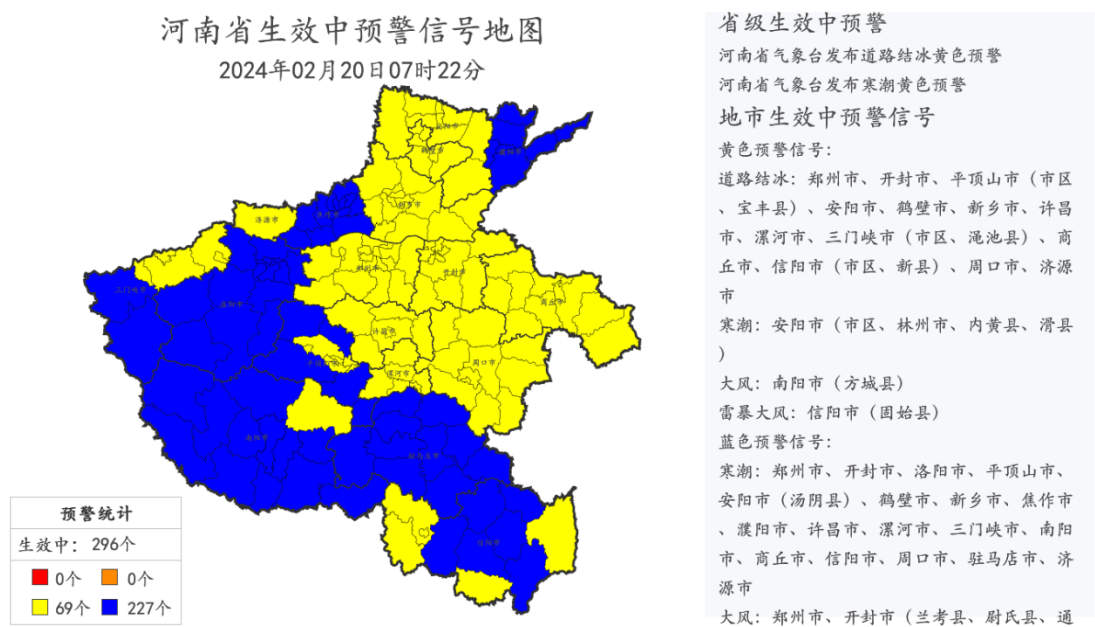 河南省生效中预警信号地图
2024年02月20日07时22分
安阳市
鹤壁市
濮阳市
新乡市
焦作市
济源市
三门峡市
洛阳市
郑州市
开封市
商丘市
许昌市
平顶山市
漯河市
周口市
南阳市
驻马店市
信阳市
预警统计
生效中: 296个
0个
0个
69个
227个
省级生效中预警
河南省气象台发布道路结冰黄色预警
河南省气象台发布寒潮黄色预警
地市生效中预警信号
黄色预警信号:
道路结冰: 郑州市、开封市、平顶山市（市区
、宝丰县）、安阳市、鹤壁市、新乡市、许昌
市、漯河市、三门峡市（市区、渑池县）、商
丘市、信阳市（市区、新县）、周口市、济源
市
寒潮: 安阳市（市区、林州市、内黄县、滑县
）
大风: 南阳市（方城县）
雷暴大风: 信阳市（固始县）
蓝色预警信号:
寒潮: 郑州市、开封市、洛阳市、平顶山市、
安阳市（汤阴县）、鹤壁市、新乡市、焦作市
、濮阳市、许昌市、漯河市、三门峡市、南阳
市、商丘市、信阳市、周口市、驻马店市、济
源市
大风: 郑州市、开封市（兰考县、尉氏县、通